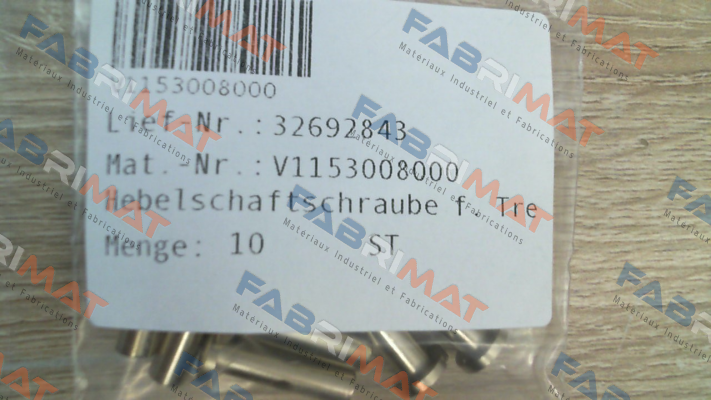 V1153008000
Lief-Nr.: 32692843
Mat.-Nr.: V1153008000
Hebelschaftschraube f. Tre
Menge: 10 ST
FABRIMAT
Matériaux Industriel et Fabrications